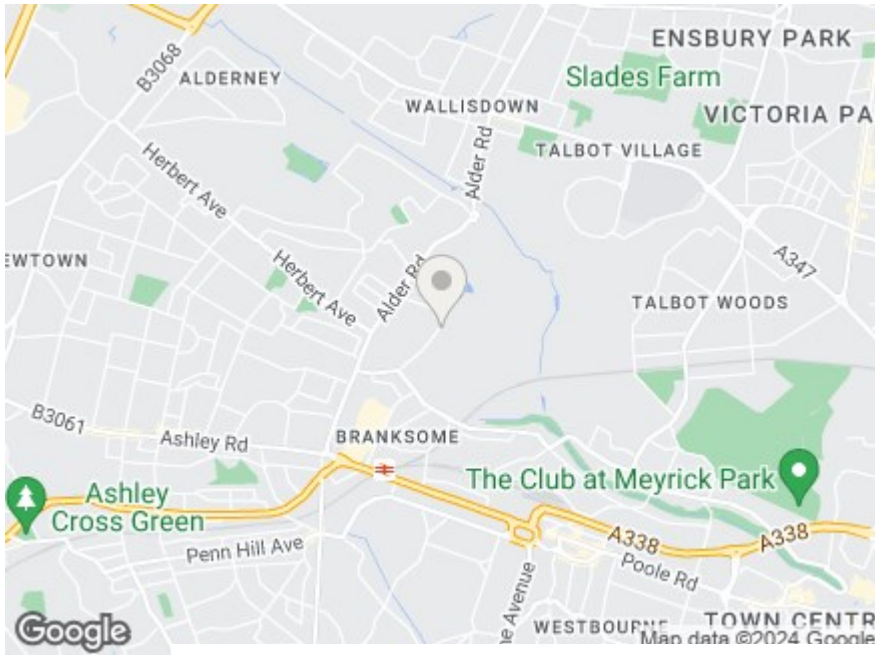 ENSBURY PARK
B3068
ALDERNEY
Slades Farm
WALLISDOWN
VICTORIA PA
Alder Rd
TALBOT VILLAGE
Herbert Ave
A347
EWTOWN
Herbert Ave
Alder Rd
TALBOT WOODS
B3061
Ashley Rd
BRANKSOME
The Club at Meyrick Park
Ashley
Cross Green
A338
A338
Penn Hill Ave
Poole Rd
ne Avenue
WESTBOURNE
TOWN CENTR
Google
Map data ©2024 Google